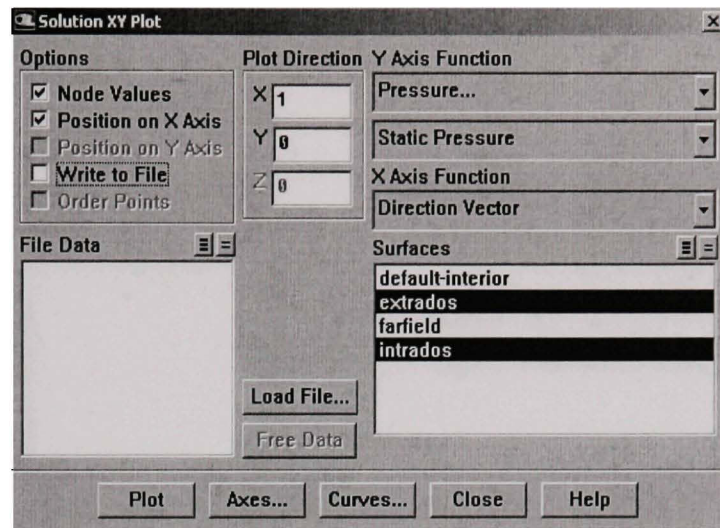 Solution XY Plot
Options
Node Values
Position on X Axis
Position on Y Axis
Write to File
Order Points
Plot Direction
X 1
Y 0
Z 0
Y Axis Function
Pressure...
Static Pressure
X Axis Function
Direction Vector
File Data
Surfaces
default-interior
extrados
farfield
intrados
Load File...
Free Data
Plot
Axes...
Curves...
Close
Help